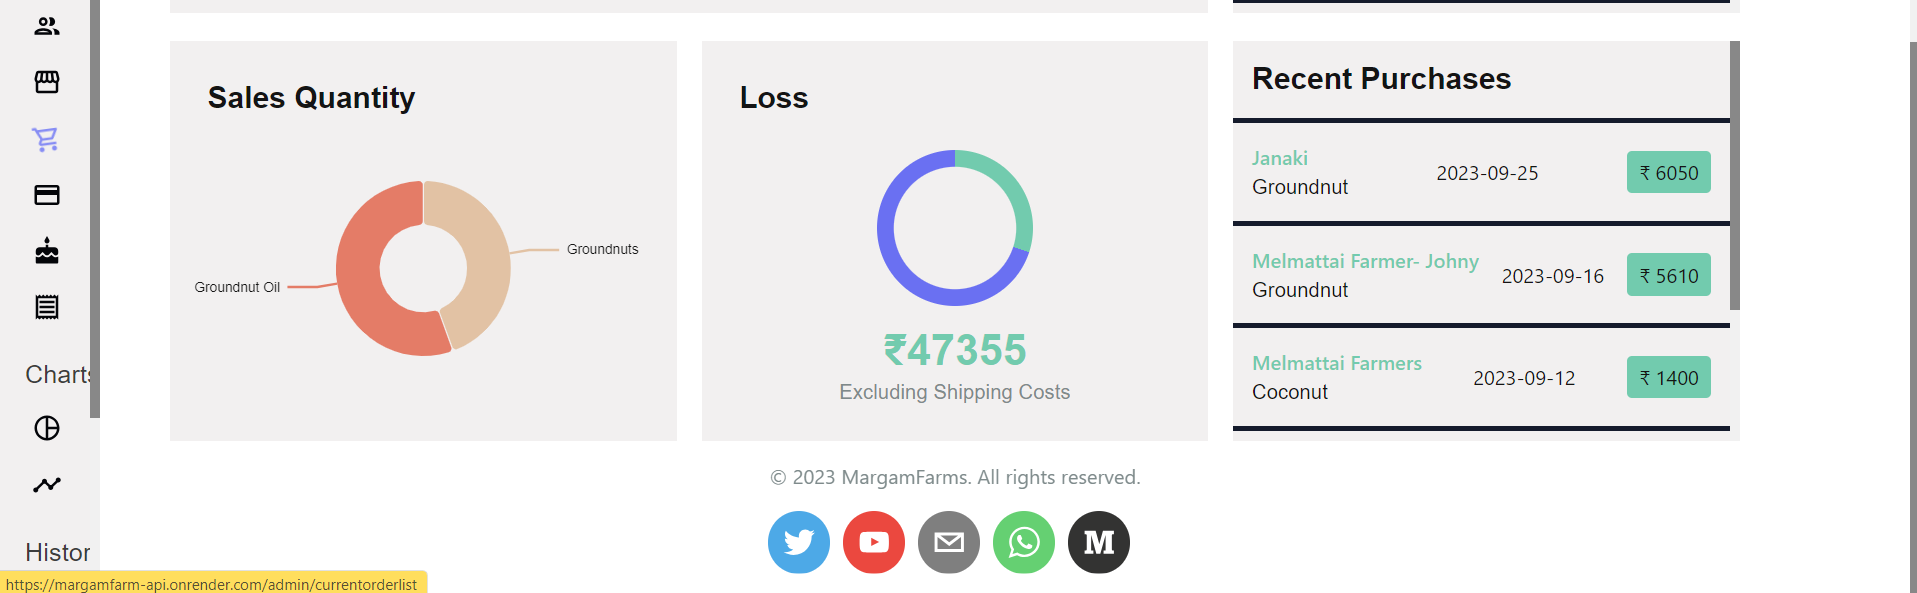 Charts
Histor
Sales Quantity
Groundnuts
Groundnut Oil
Loss
₹47355
Excluding Shipping Costs
Recent Purchases
Janaki
Groundnut
2023-09-25
₹ 6050
Melmattai Farmer- Johny
Groundnut
2023-09-16
₹ 5610
Melmattai Farmers
Coconut
2023-09-12
₹ 1400
© 2023 MargamFarms. All rights reserved.
M
https://margamfarm-api.onrender.com/admin/currentorderlist